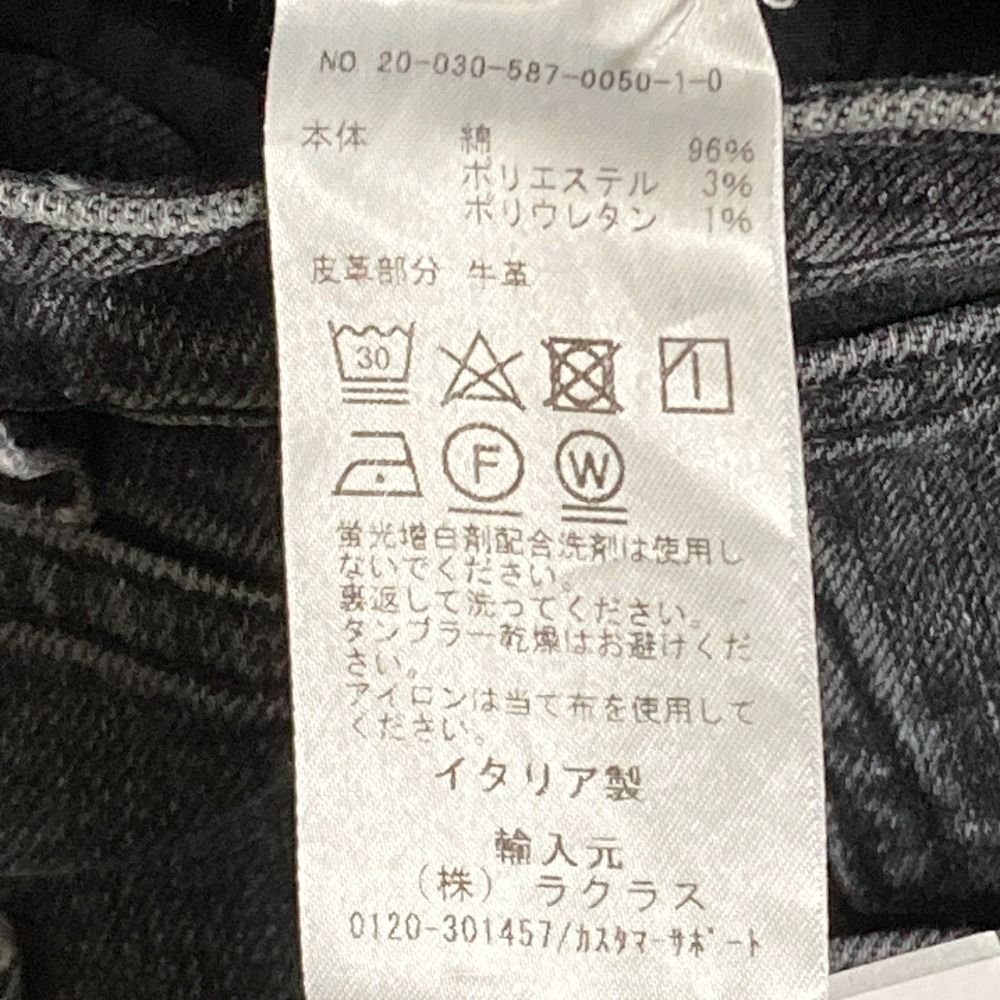 NO 20-030-587-0050-1-0
本体 綿 96%
ポリエステル 3%
ポリウレタン 1%
皮革部分 牛革
30
F W
蛍光増白剤配合洗剤は使用し
ないでください。
裏返して洗ってください。
タンブラー乾燥はお避けくだ
さい。
アイロンは当て布を使用して
ください。
イタリア製
輸入元
(株) ラクラス
0120-301457/カスタマーサポート